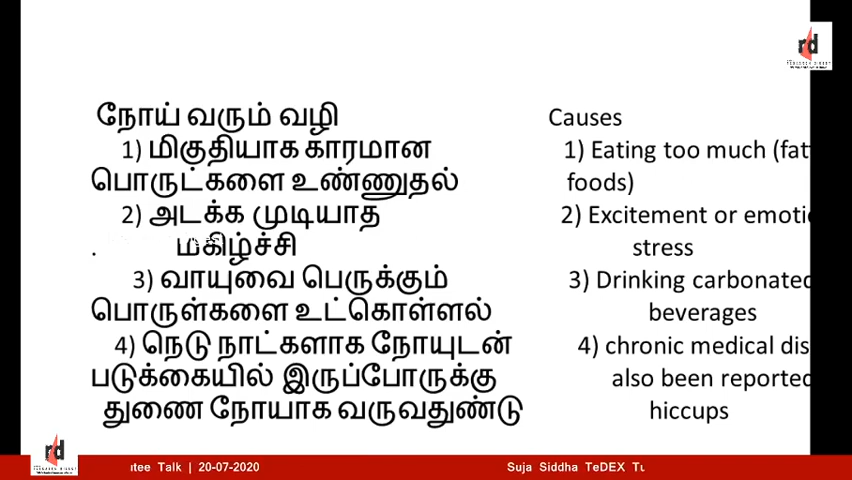 நோய் வரும் வழி
1) மிகுதியாக காரமான
பொருட்களை உண்ணுதல்
2) அடக்க முடியாத
. மகிழ்ச்சி
3) வாயுவை பெருக்கும்
பொருள்களை உட்கொள்ளல்
4) நெடு நாட்களாக நோயுடன்
படுக்கையில் இருப்போருக்கு
துணை நோயாக வருவதுண்டு
Causes
1) Eating too much (fat
foods)
2) Excitement or emoti
stress
3) Drinking carbonated
beverages
4) chronic medical dis
also been reported
hiccups
rd
rd
itee Talk | 20-07-2020
Suja Siddha TeDEX Tu